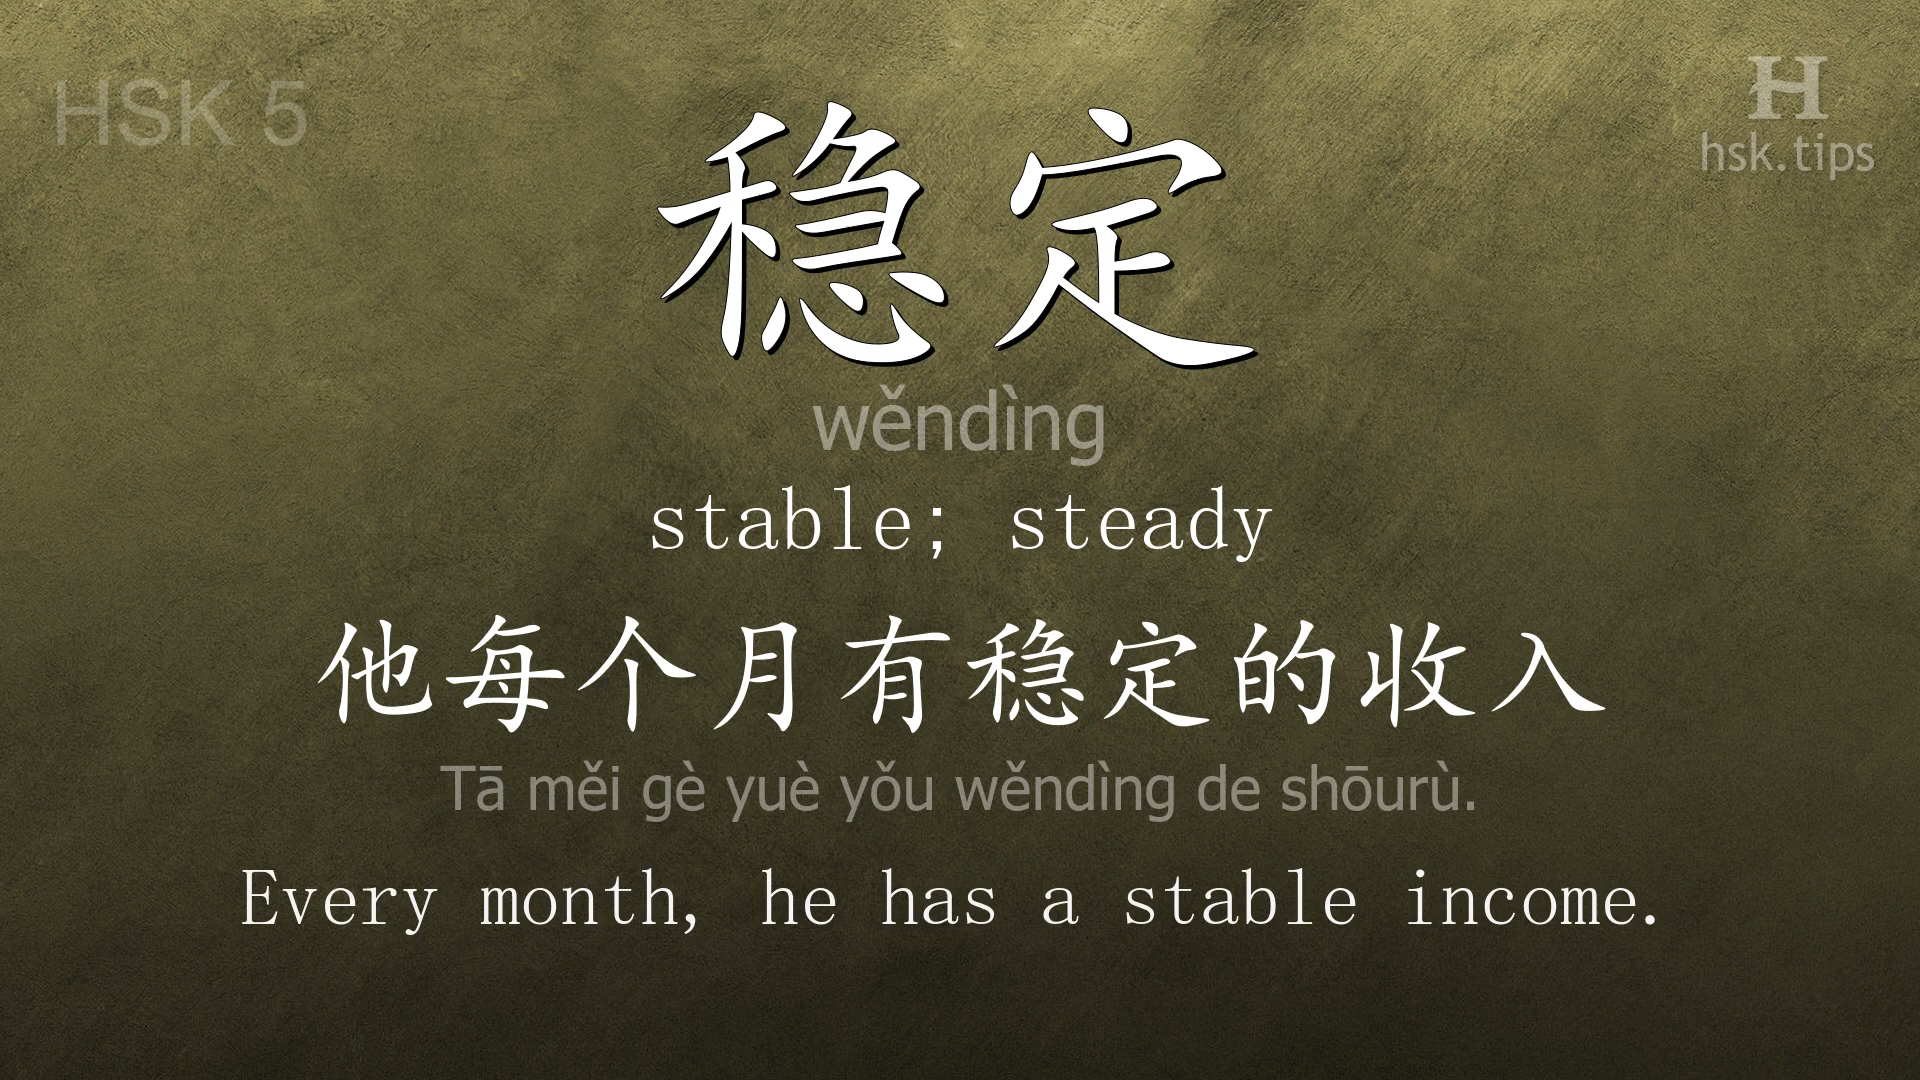 HSK 5
H
hsk.tips
稳定
wěndìng
stable; steady
他每个月有稳定的收入
Tā měi gè yuè yǒu wěndìng de shōurù.
Every month, he has a stable income.